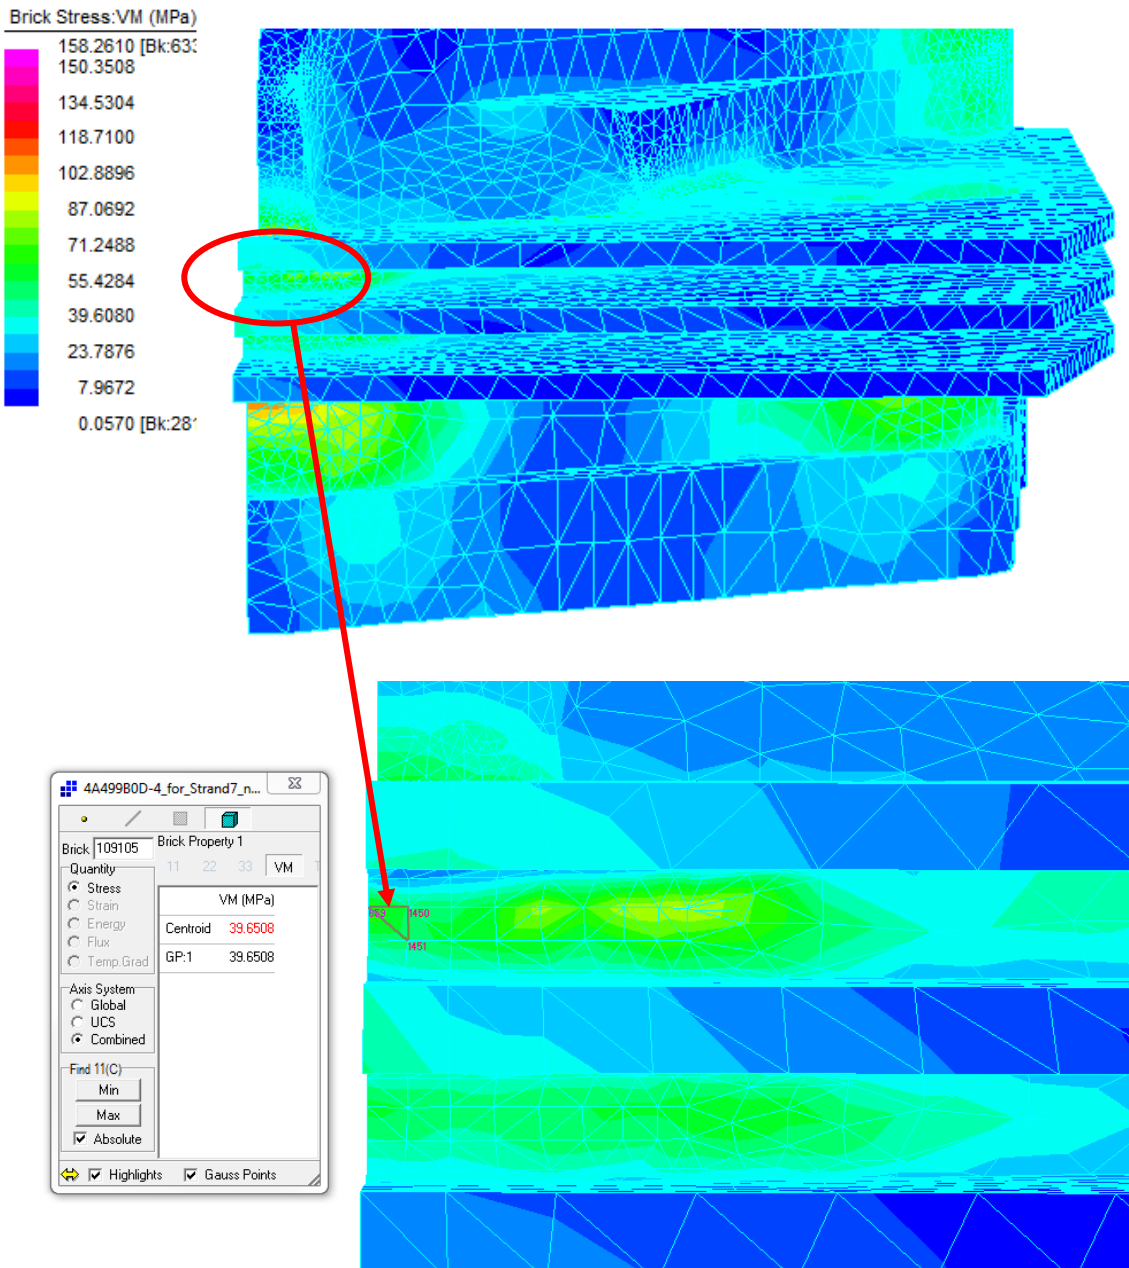 Brick Stress:VM (MPa)
158.2610 [Bk:63
150.3508
134.5304
118.7100
102.8896
87.0692
71.2488
55.4284
39.6080
23.7876
7.9672
0.0570 [Bk:28
4A499B0D-4_for_Strand7_n...
Brick 109105 Brick Property 1
Quantity 11 22 33 VM
Stress
Strain
Energy
Flux
Temp.Grad
VM (MPa)
Centroid 39.6508
GP:1 39.6508
Axis System
Global
UCS
Combined
Find 11(C)
Min
Max
Absolute
Highlights Gauss Points
1450
1451